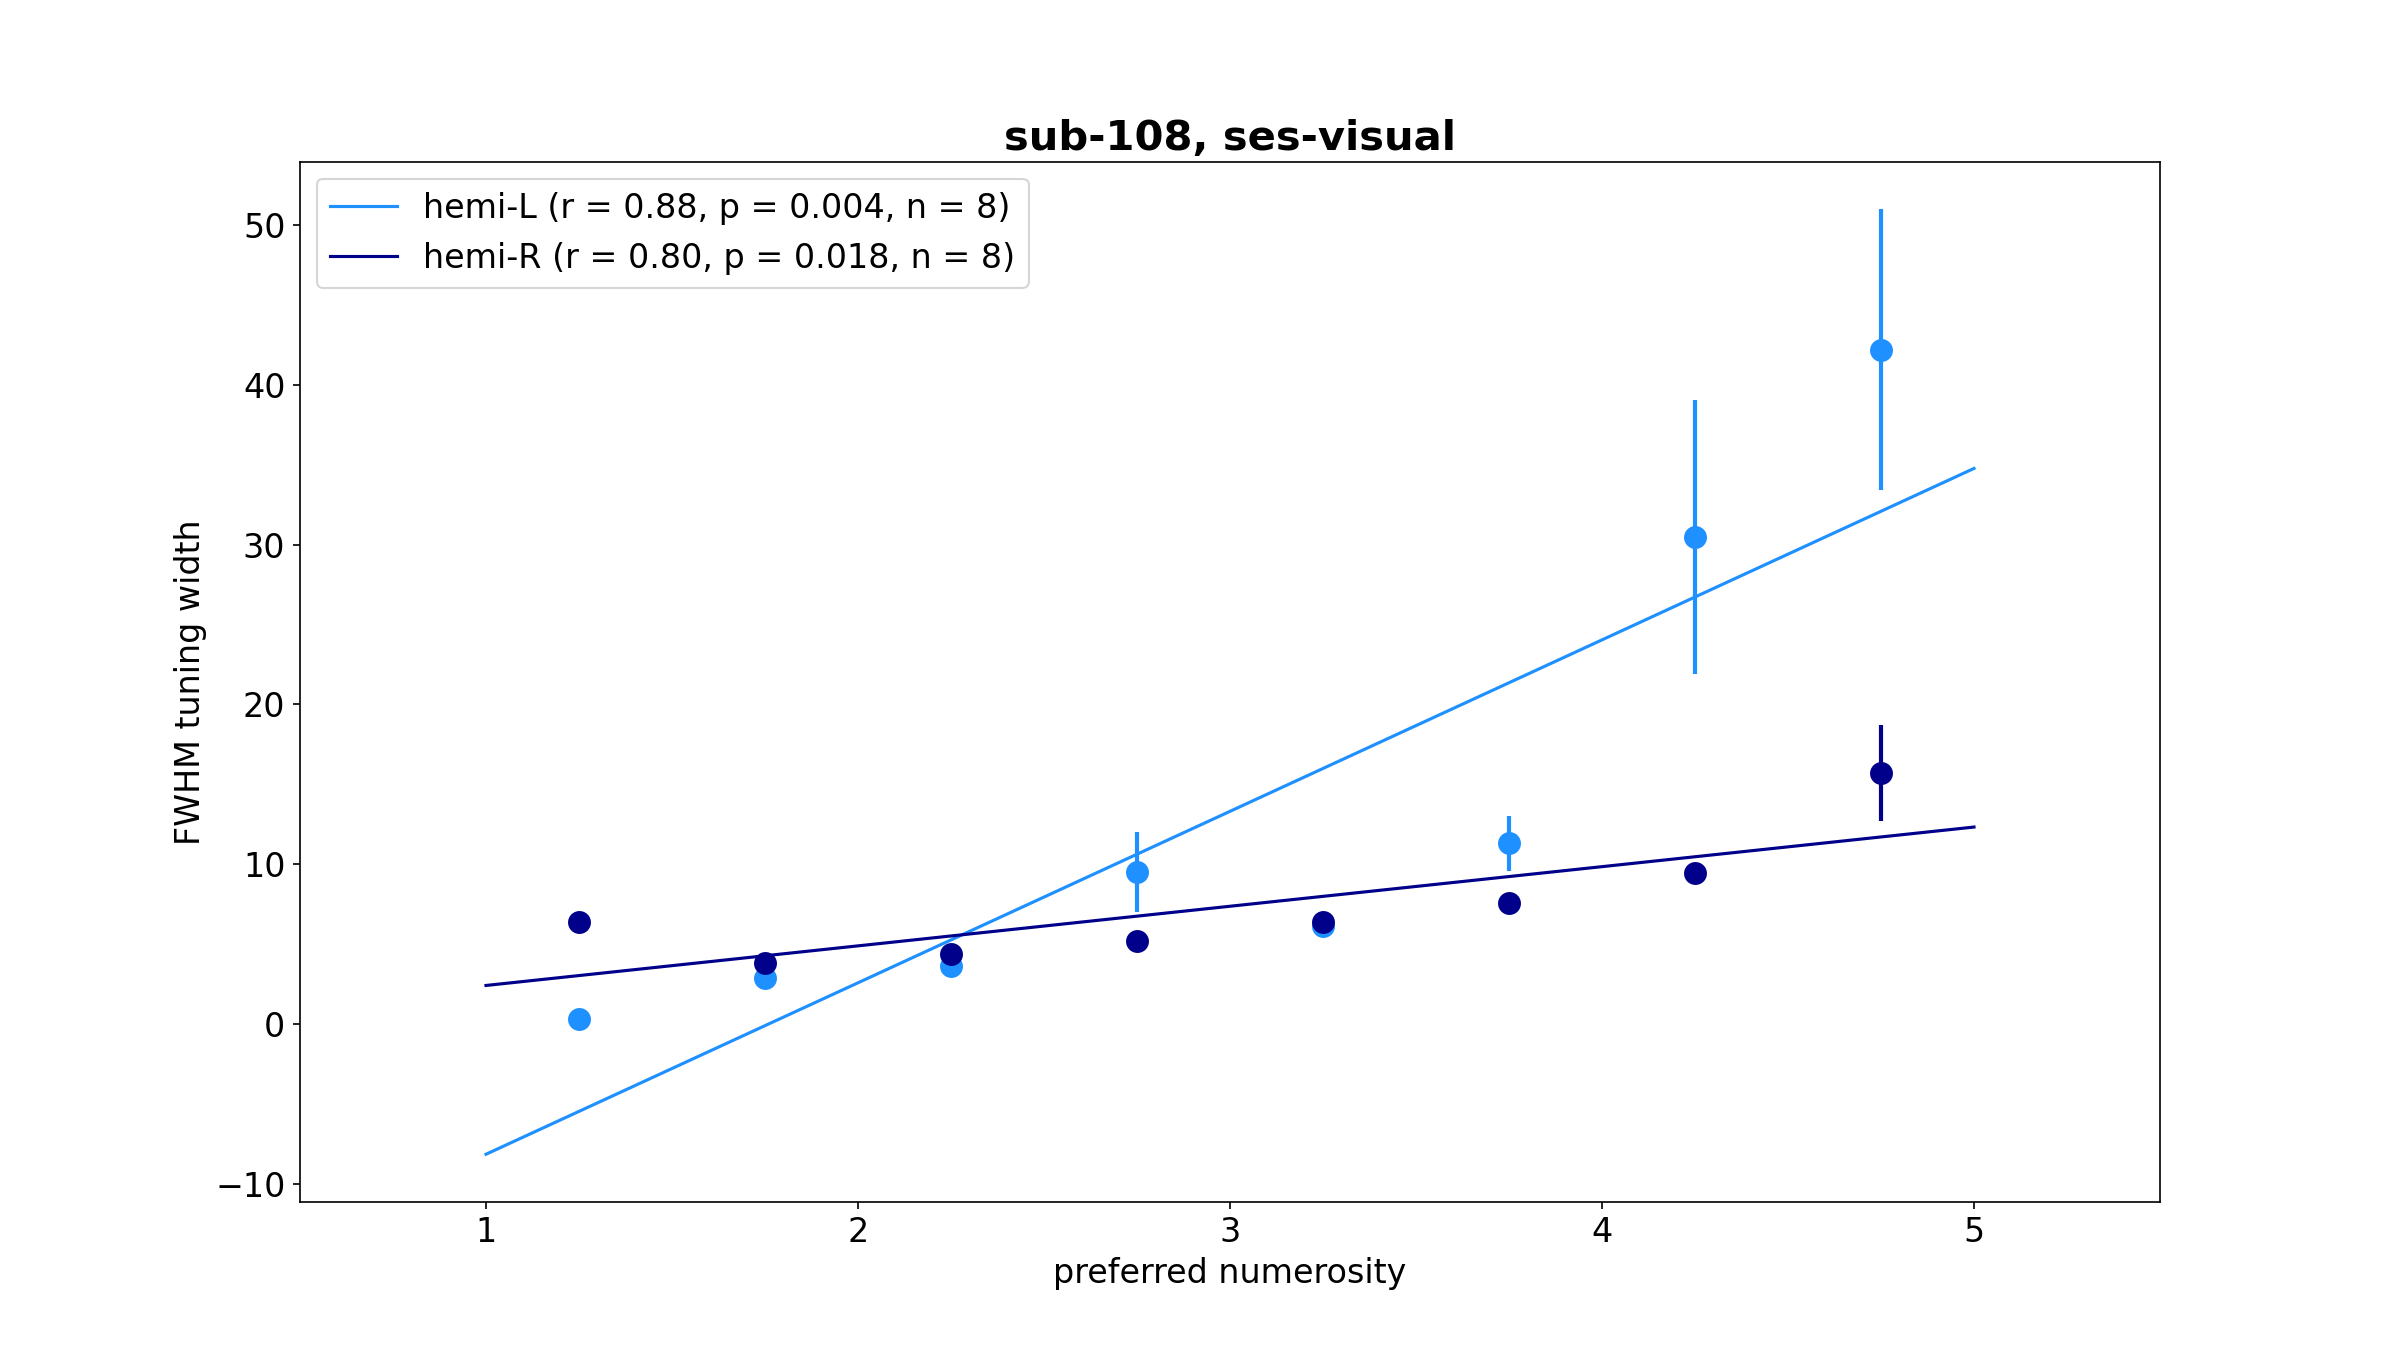 sub-108, ses-visual
hemi-L (r = 0.88, p = 0.004, n = 8)
hemi-R (r = 0.80, p = 0.018, n = 8)
50
40
30
20
10
0
−10
FWHM tuning width
1 2 3 4 5
preferred numerosity